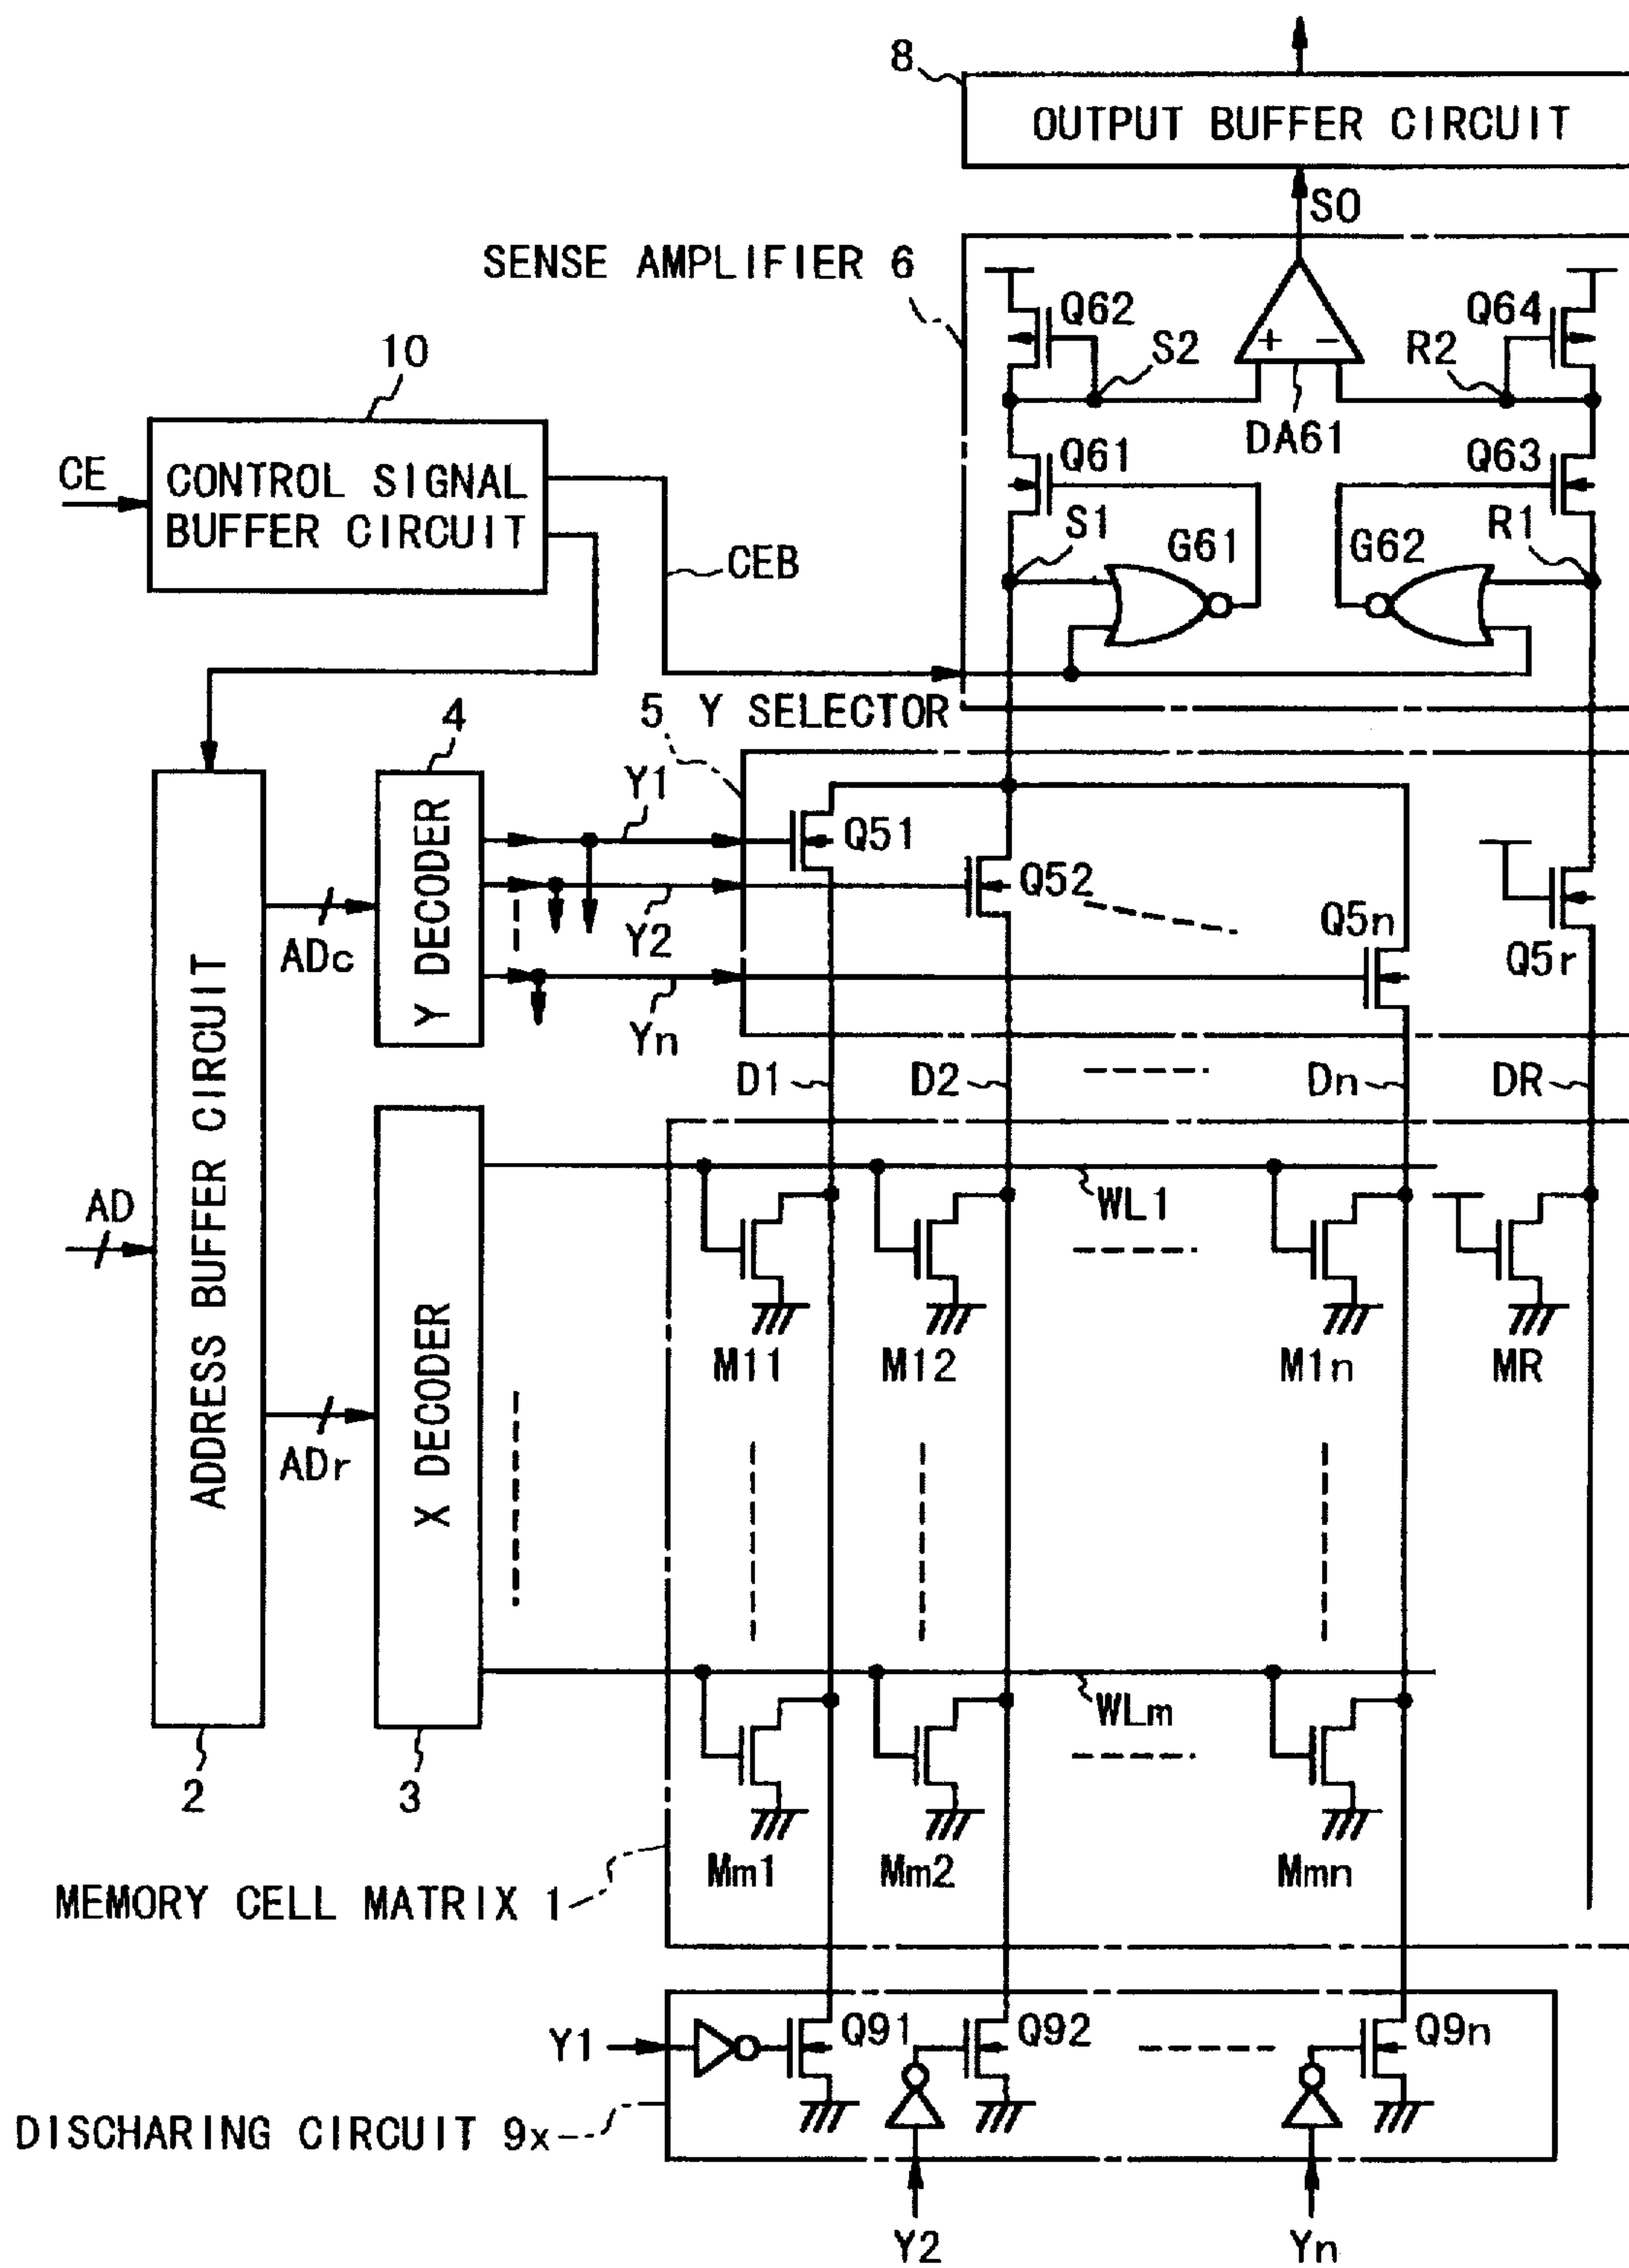 8
OUTPUT BUFFER CIRCUIT
SO
SENSE AMPLIFIER 6
Q62
Q64
+ -
S2
R2
10
DA61
CE
CONTROL SIGNAL
BUFFER CIRCUIT
Q61
Q63
S1
R1
G61
G62
CEB
5 Y SELECTOR
4
Y1
Q51
Y DECODER
Q52
ADc
Y2
Q5n
Q5r
Yn
ADDRESS BUFFER CIRCUIT
D1
D2
Dn
DR
AD
WL1
X DECODER
M11
M12
M1n
MR
ADr
WLm
2
3
Mm1
Mm2
Mmn
MEMORY CELL MATRIX 1
Y1
Q91
Q92
Q9n
DISCHARING CIRCUIT 9x
Y2
Yn